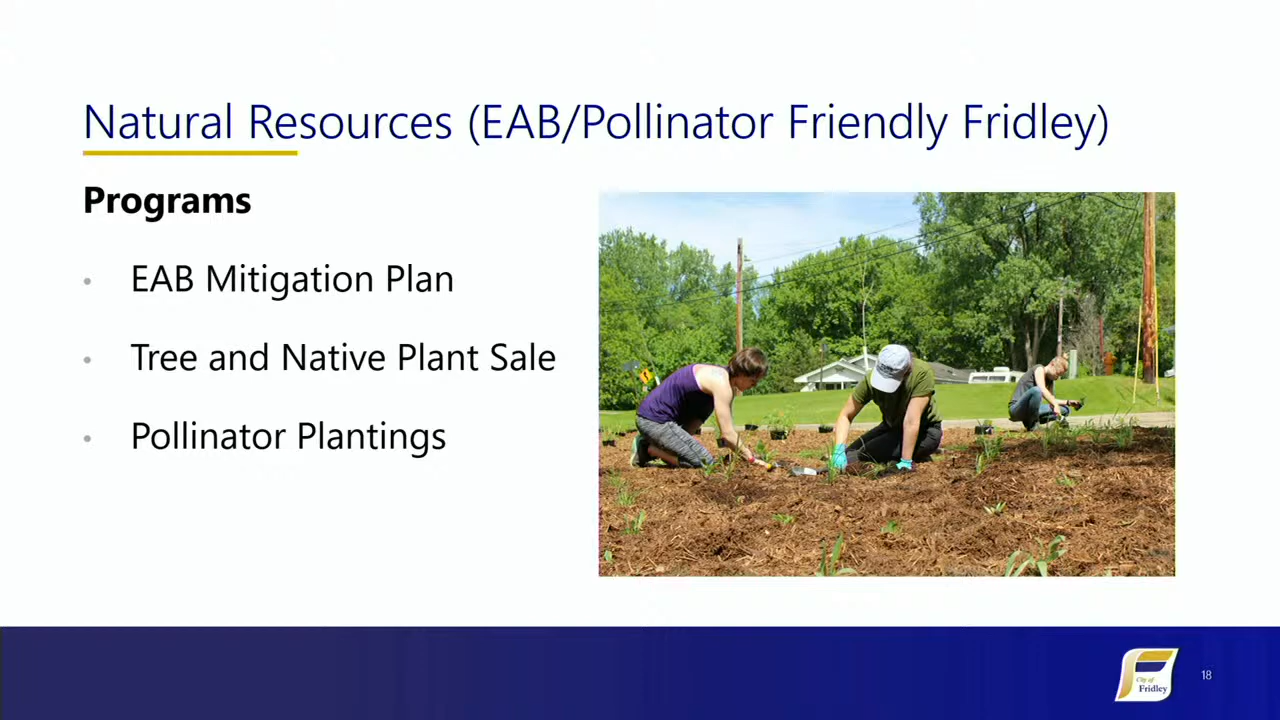 Natural Resources (EAB/Pollinator Friendly Fridley)
Programs
• EAB Mitigation Plan
• Tree and Native Plant Sale
• Pollinator Plantings
City of
Fridley
18